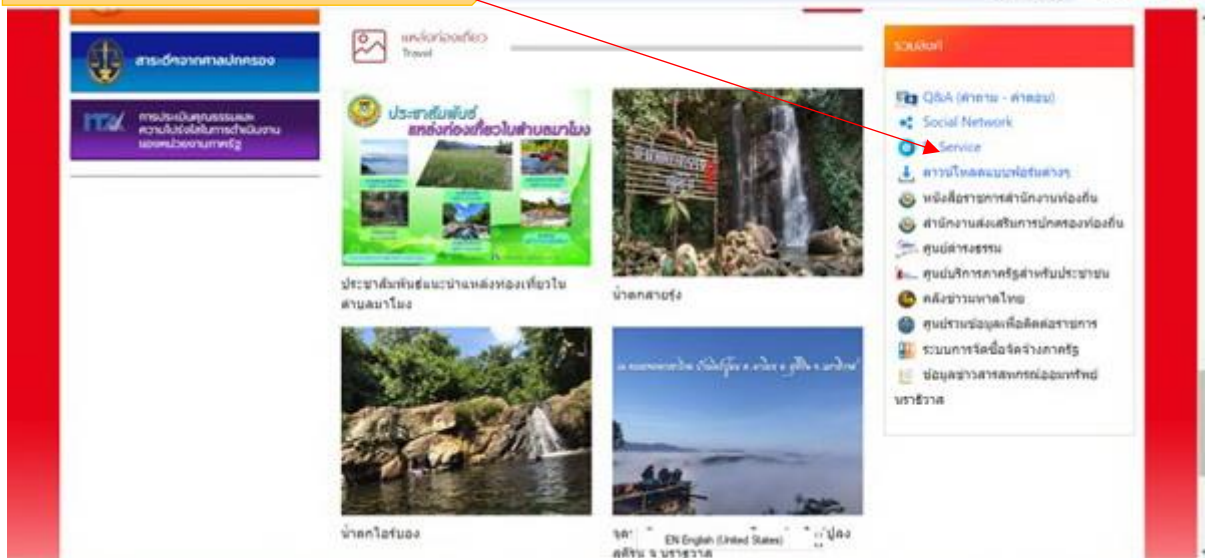 สาระดีๆจากศาลปกครอง
ITA
การประเมินคุณธรรมและ
ความโปร่งใสในการดำเนินงาน
ของหน่วยงานภาครัฐ
แหล่งท่องเที่ยว
Travel
ประชาสัมพันธ์
แหล่งท่องเที่ยวในตำบลมาโมง
ประชาสัมพันธ์แนะนำแหล่งท่องเที่ยวใน
ตำบลมาโมง
น้ำตกสายรุ้ง
น้ำตกไอร์บอง
EN English (United States)
สุคิริน จ.นราธิวาส
รวมลิงค์
Q&A (คำถาม - คำตอบ)
Social Network
Service
ดาวน์โหลดแบบฟอร์มต่างๆ
หนังสือราชการสำนักงานท้องถิ่น
สำนักงานส่งเสริมการปกครองท้องถิ่น
ศูนย์ดำรงธรรม
ศูนย์บริการภาครัฐสำหรับประชาชน
คลังข่าวมหาดไทย
ศูนย์รวมข้อมูลเพื่อติดต่อราชการ
ระบบการจัดซื้อจัดจ้างภาครัฐ
ข้อมูลข่าวสารสหกรณ์ออมทรัพย์
นราธิวาส